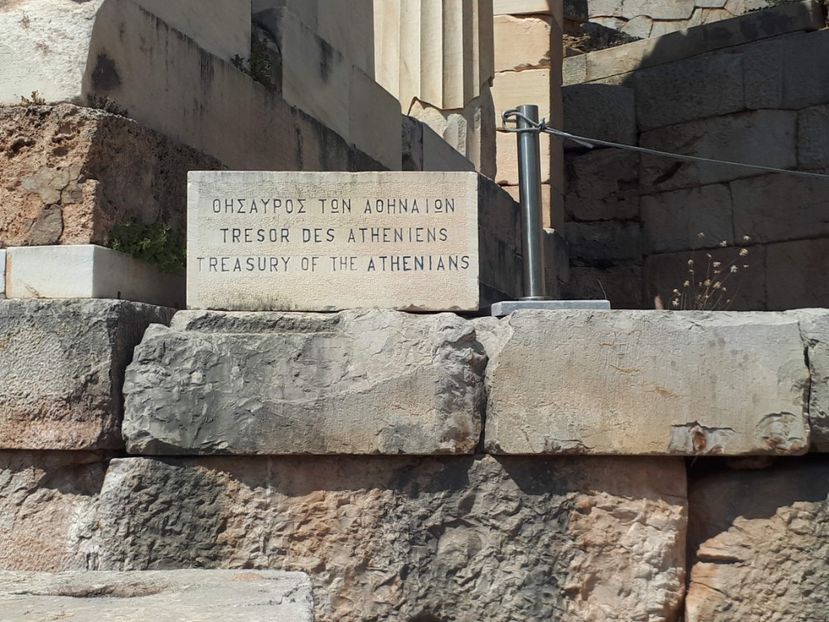 ΘΗΣΑΥΡΟΣ ΤΩΝ ΑΘΗΝΑΙΩΝ
TRESOR DES ATHENIENS
TREASURY OF THE ATHENIANS